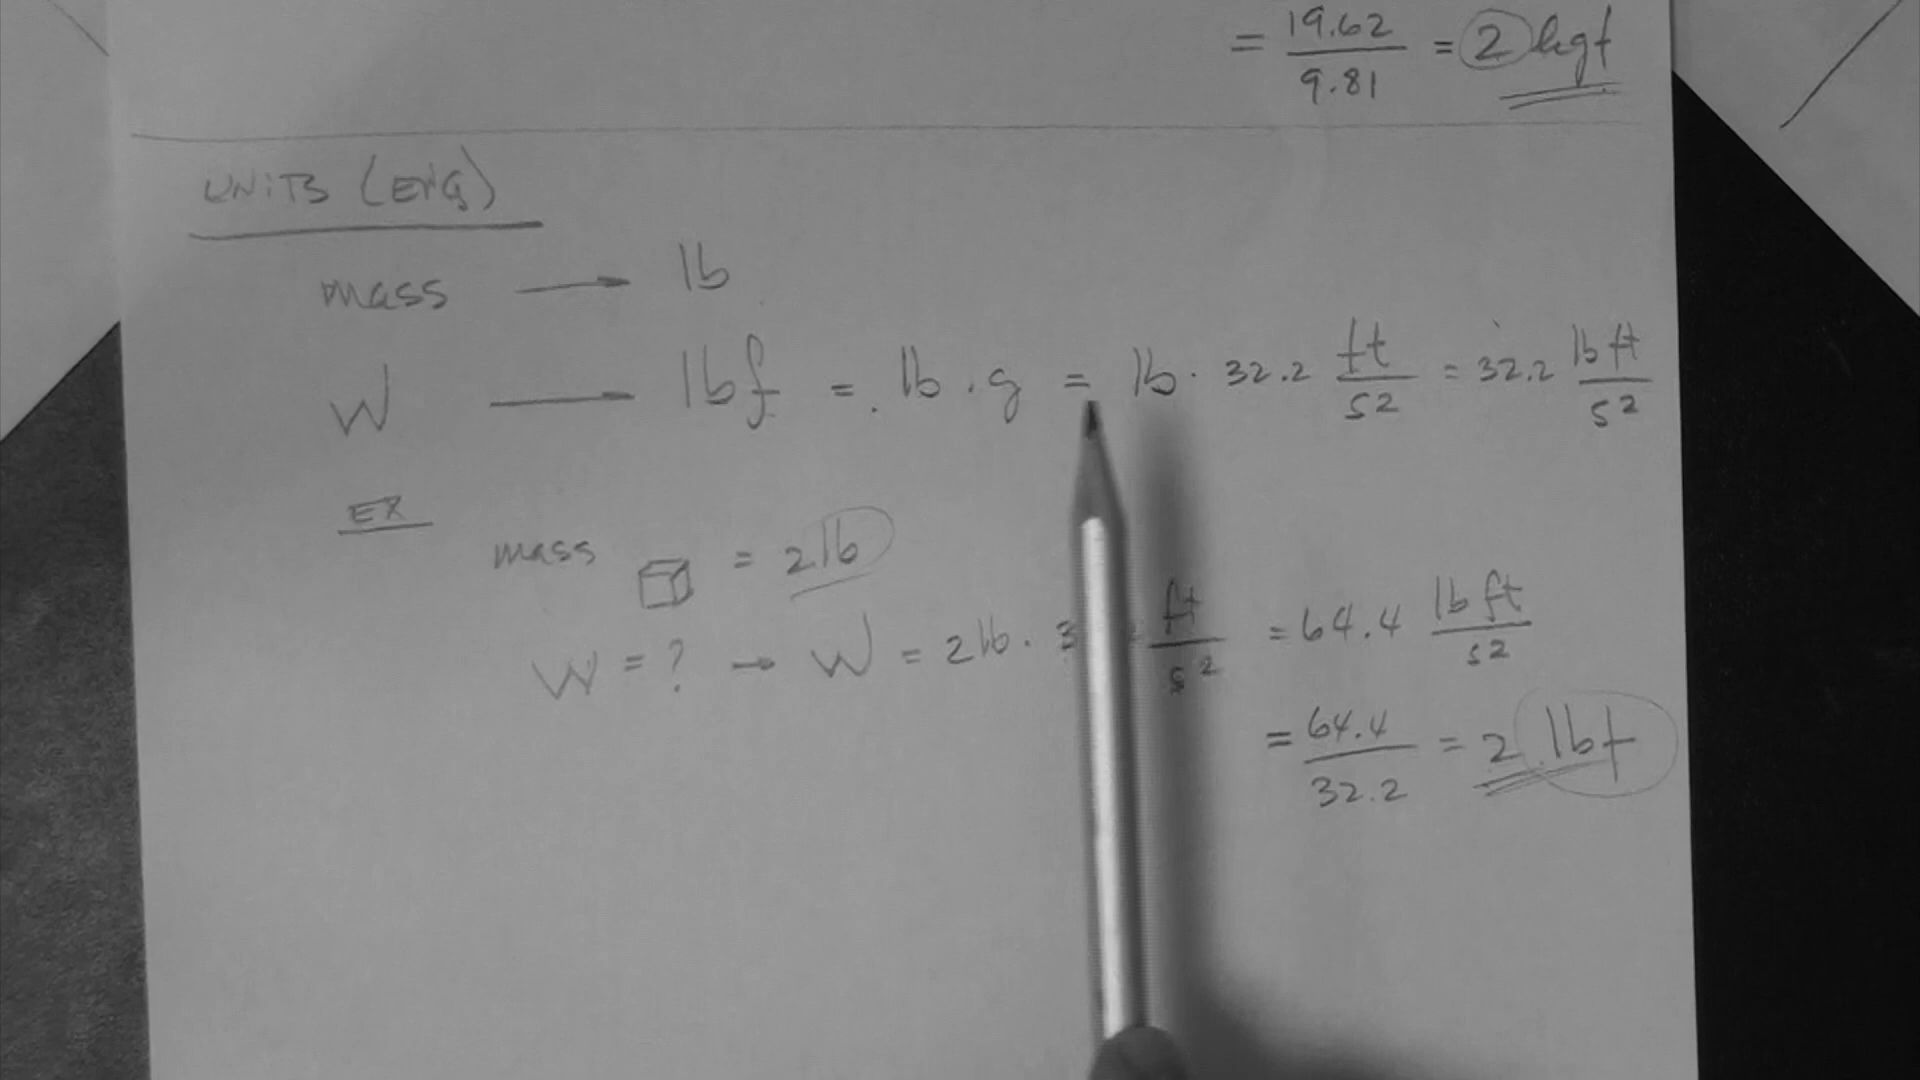 = 19.62 / 9.81 = 2 kgf
UNITS (ENG)
mass → lb
W → lbf = lb · g = lb · 32.2 ft/s² = 32.2 lb ft/s²
EX
mass = 2 lb
W = ? → W = 2 lb · 3 ft/s² = 64.4 lb ft/s²
= 64.4 / 32.2 = 2 lbf